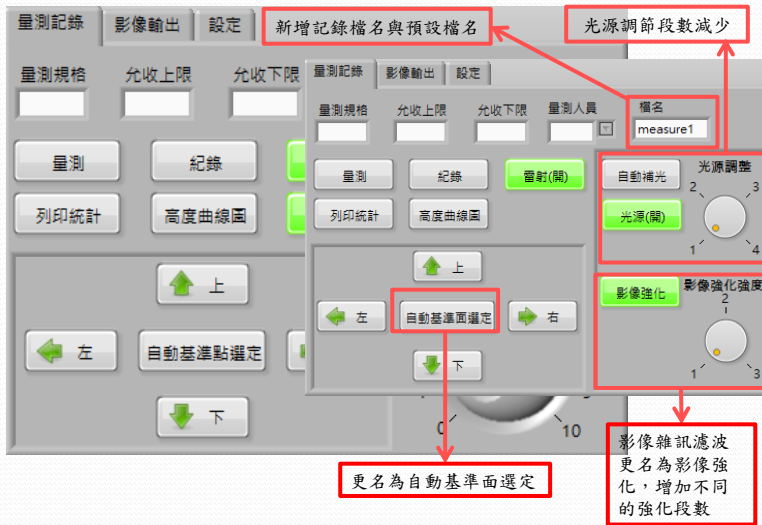 量測記錄
影像輸出
設定
新增記錄檔名與預設檔名
光源調節段數減少
量測規格
允收上限
允收下限
量測
紀錄
列印統計
高度曲線圖
上
左
自動基準點選定
下
0
10
量測記錄
影像輸出
設定
量測規格
允收上限
允收下限
量測人員
檔名
measure1
量測
紀錄
雷射(開)
自動補光
光源調整
2
3
列印統計
高度曲線圖
光源(開)
1
4
上
左
自動基準面選定
右
下
影像強化
影像強化強度
2
1
3
更名為自動基準面選定
影像雜訊濾波
更名為影像強
化，增加不同
的強化段數